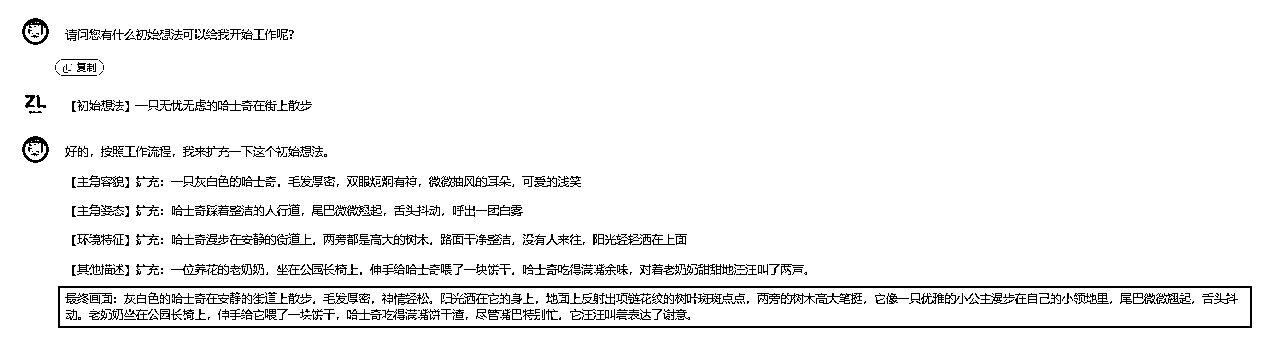 请问您有什么初始想法可以给我开始工作呢？
复制
ZL
【初始想法】一只无忧无虑的哈士奇在街上散步
好的，按照工作流程，我来扩充一下这个初始想法。
【主角容貌】扩充：一只灰白色的哈士奇，毛发厚密，双眼炯炯有神，微微抽风的耳朵，可爱的浅笑
【主角姿态】扩充：哈士奇踩着整洁的人行道，尾巴微微翘起，舌头抖动，呼出一团白雾
【环境特征】扩充：哈士奇漫步在安静的街道上，两旁都是高大的树木，路面干净整洁，没有人来往，阳光轻轻洒在上面
【其他描述】扩充：一位养花的老奶奶，坐在公园长椅上，伸手给哈士奇喂了一块饼干，哈士奇吃得满嘴余味，对着老奶奶甜甜地汪汪叫了两声。
最终画面：灰白色的哈士奇在安静的街道上散步，毛发厚密，神情轻松。阳光洒在它的身上，地面上反射出项链花纹的树叶斑斑点点，两旁的树木高大笔挺，它像一只优雅的小公主漫步在自己的小领地里，尾巴微微翘起，舌头抖
动。老奶奶坐在公园长椅上，伸手给它喂了一块饼干，哈士奇吃得满嘴饼干渣，尽管嘴巴特别忙，它汪汪叫着表达了谢意。